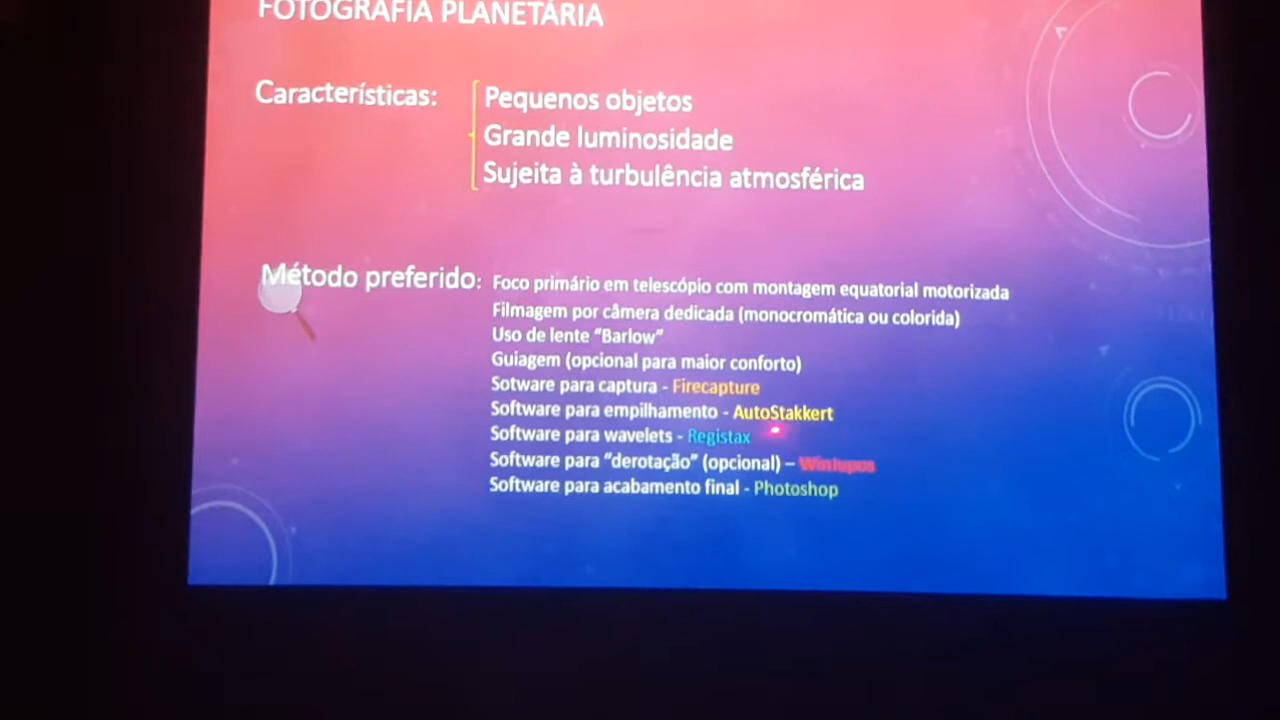 FOTOGRAFIA PLANETÁRIA
Características:
Pequenos objetos
Grande luminosidade
Sujeita à turbulência atmosférica
Método preferido: Foco primário em telescópio com montagem equatorial motorizada
Filmagem por câmera dedicada (monocromática ou colorida)
Uso de lente “Barlow”
Guiagem (opcional para maior conforto)
Sotware para captura - Firecapture
Software para empilhamento - AutoStakkert
Software para wavelets - Registax
Software para “derotação” (opcional) – Winjupos
Software para acabamento final - Photoshop